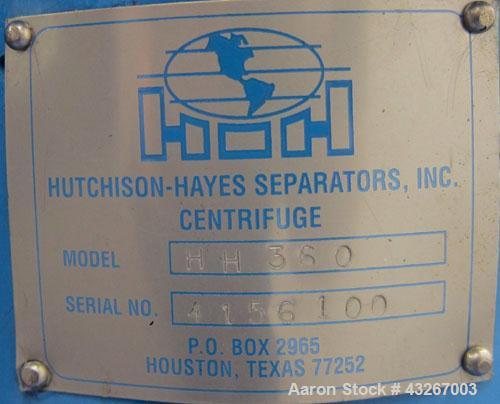 HUTCHISON-HAYES SEPARATORS, INC.
CENTRIFUGE
MODEL HH 360
SERIAL NO. 4156100
P.O. BOX 2965
HOUSTON, TEXAS 77252
Aaron Stock # 43267003